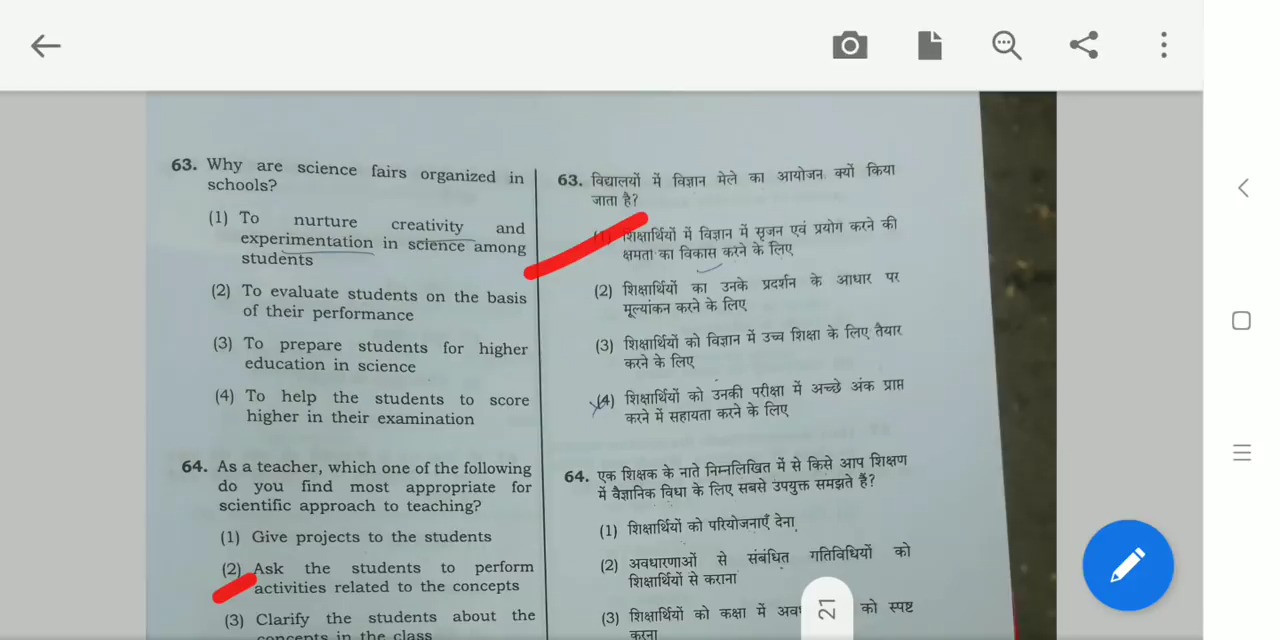 63. Why are science fairs organized in
schools?
(1) To nurture creativity and
experimentation in science among
students
(2) To evaluate students on the basis
of their performance
(3) To prepare students for higher
education in science
(4) To help the students to score
higher in their examination
64. As a teacher, which one of the following
do you find most appropriate for
scientific approach to teaching?
(1) Give projects to the students
(2) Ask the students to perform
activities related to the concepts
(3) Clarify the students about the
concepts in the class
63. विद्यालयों में विज्ञान मेले का आयोजन क्यों किया
जाता है?
(1) शिक्षार्थियों में विज्ञान में सृजन एवं प्रयोग करने की
क्षमता का विकास करने के लिए
(2) शिक्षार्थियों का उनके प्रदर्शन के आधार पर
मूल्यांकन करने के लिए
(3) शिक्षार्थियों को विज्ञान में उच्च शिक्षा के लिए तैयार
करने के लिए
(4) शिक्षार्थियों को उनकी परीक्षा में अच्छे अंक प्राप्त
करने में सहायता करने के लिए
64. एक शिक्षक के नाते निम्नलिखित में से किसे आप शिक्षण
में वैज्ञानिक विधा के लिए सबसे उपयुक्त समझते हैं?
(1) शिक्षार्थियों को परियोजनाएँ देना
(2) अवधारणाओं से संबंधित गतिविधियों को
शिक्षार्थियों से कराना
(3) शिक्षार्थियों को कक्षा में को स्पष्ट
करना
21